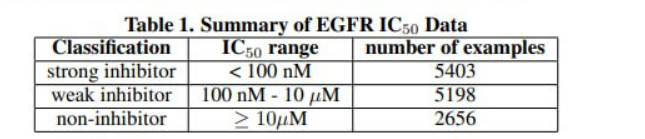 Table 1. Summary of EGFR IC50 Data
Classification IC50 range number of examples
strong inhibitor < 100 nM 5403
weak inhibitor 100 nM - 10 μM 5198
non-inhibitor ≥ 10μM 2656